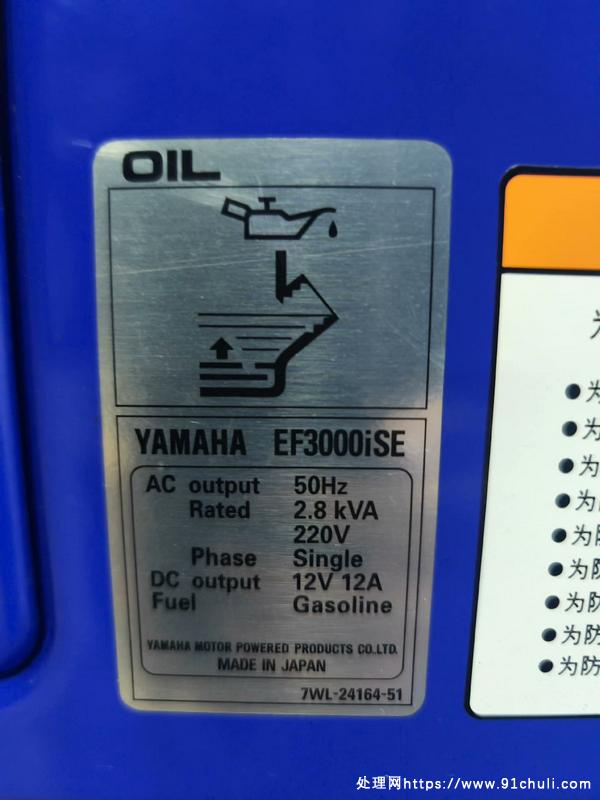 OIL
YAMAHA EF3000iSE
AC output 50Hz
Rated 2.8 kVA
220V
Phase Single
DC output 12V 12A
Fuel Gasoline
YAMAHA MOTOR POWERED PRODUCTS CO.LTD.
MADE IN JAPAN
7WL-24164-51
为
●为
●为
●为
●为
●为防
●为防
●为防
●为防
●为防
处理网https://www.91chuli.com/